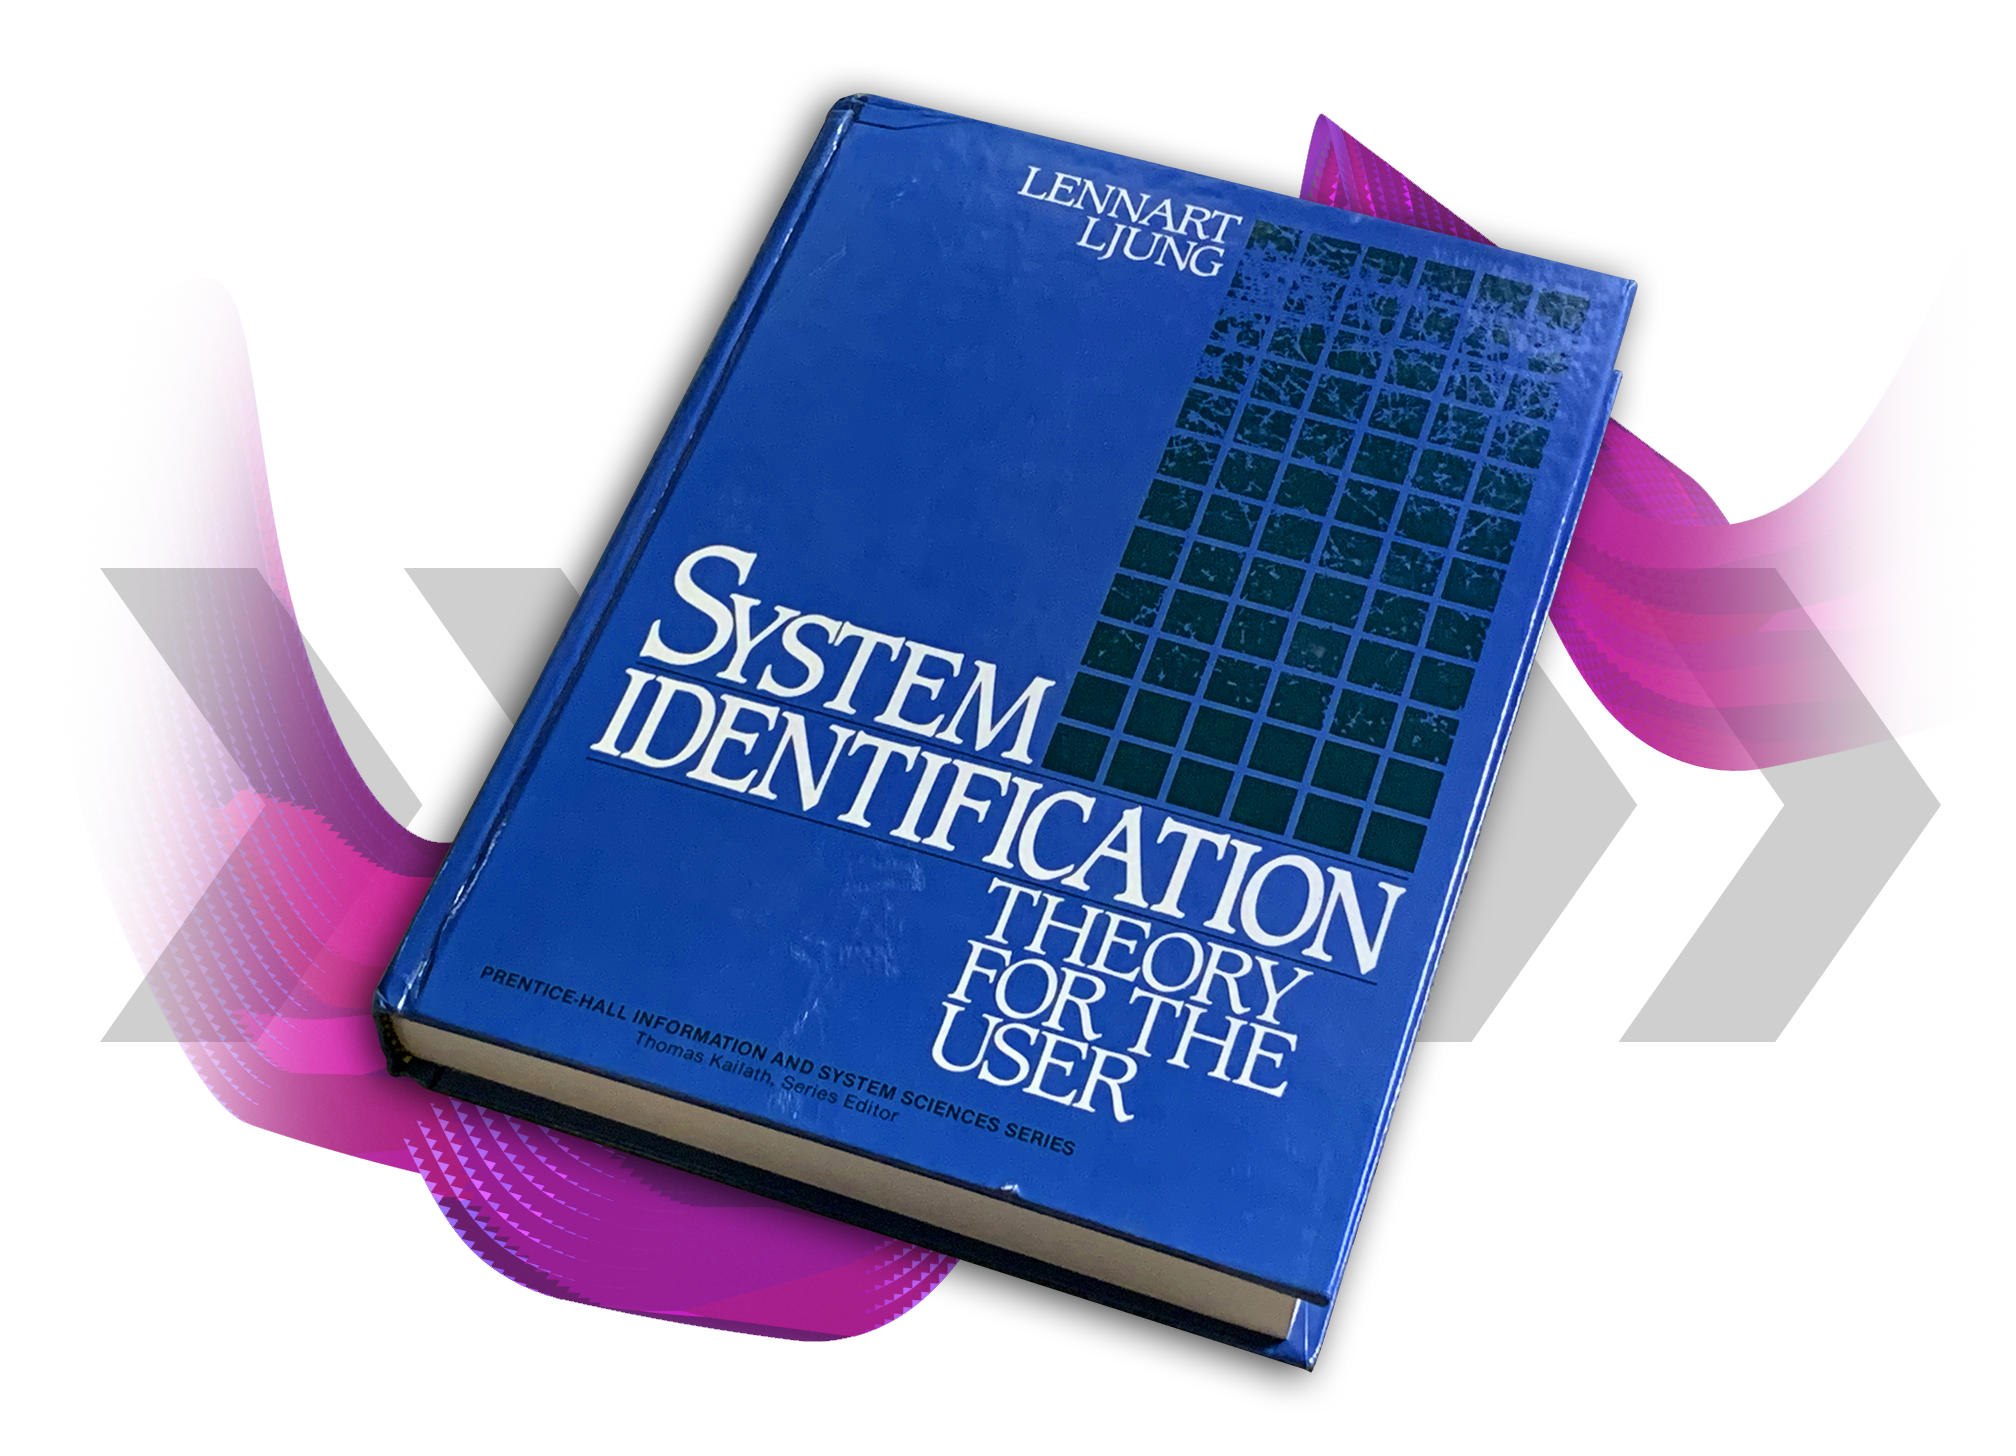 LENNART
LJUNG
SYSTEM
IDENTIFICATION
THEORY
FOR THE
USER
PRENTICE-HALL INFORMATION AND SYSTEM SCIENCES SERIES
Thomas Kailath, Series Editor